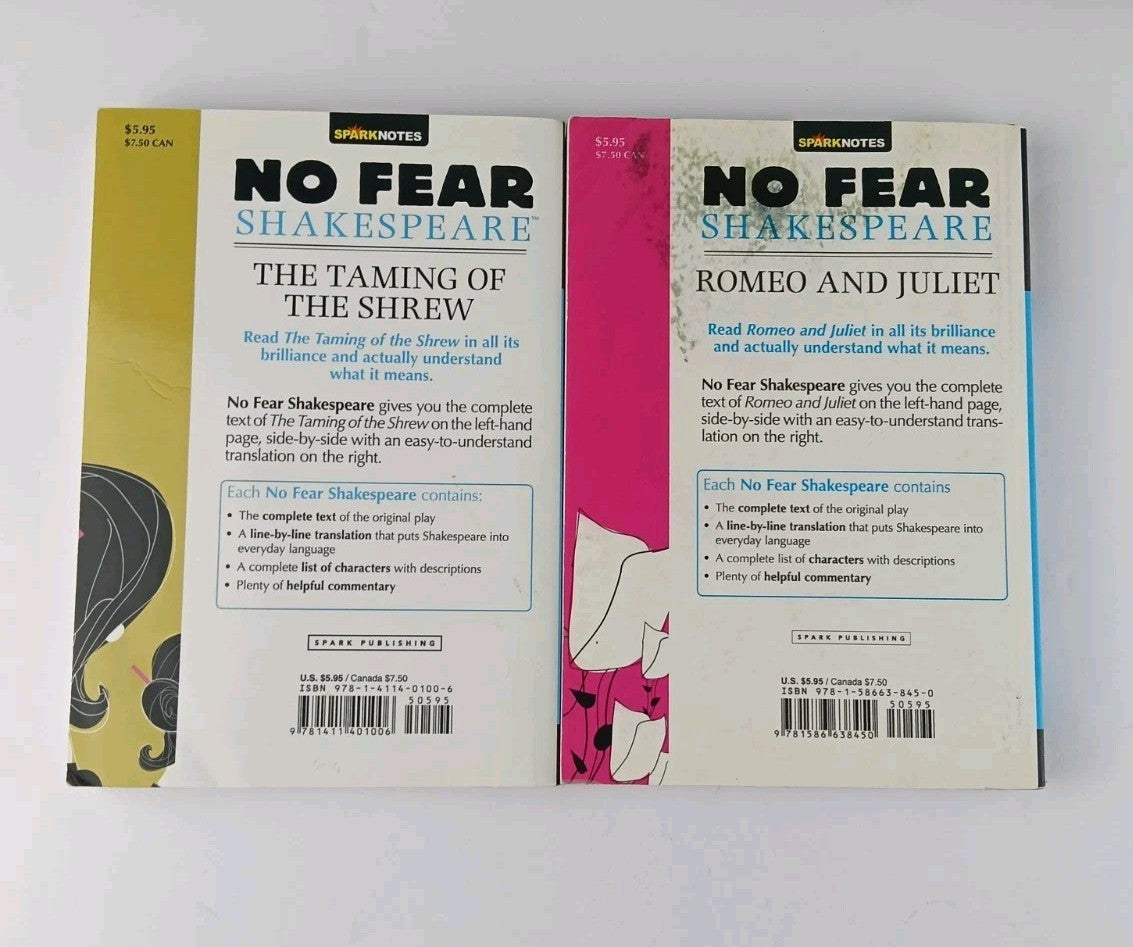 $5.95
$7.50 CAN
SPARKNOTES
NO FEAR
SHAKESPEARE™
THE TAMING OF
THE SHREW
Read The Taming of the Shrew in all its
brilliance and actually understand
what it means.
No Fear Shakespeare gives you the complete
text of The Taming of the Shrew on the left-hand
page, side-by-side with an easy-to-understand
translation on the right.
Each No Fear Shakespeare contains:
• The complete text of the original play
• A line-by-line translation that puts Shakespeare into
everyday language
• A complete list of characters with descriptions
• Plenty of helpful commentary
SPARK PUBLISHING
U.S. $5.95 / Canada $7.50
ISBN 978-1-4114-0100-6
50595
9 781411 401006
$5.95
$7.50 CAN
SPARKNOTES
NO FEAR
SHAKESPEARE
ROMEO AND JULIET
Read Romeo and Juliet in all its brilliance
and actually understand what it means.
No Fear Shakespeare gives you the complete
text of Romeo and Juliet on the left-hand page,
side-by-side with an easy-to-understand trans-
lation on the right.
Each No Fear Shakespeare contains
• The complete text of the original play
• A line-by-line translation that puts Shakespeare into
everyday language
• A complete list of characters with descriptions
• Plenty of helpful commentary
SPARK PUBLISHING
U.S. $5.95 / Canada $7.50
ISBN 978-1-58663-845-0
50595
9 781586 638450